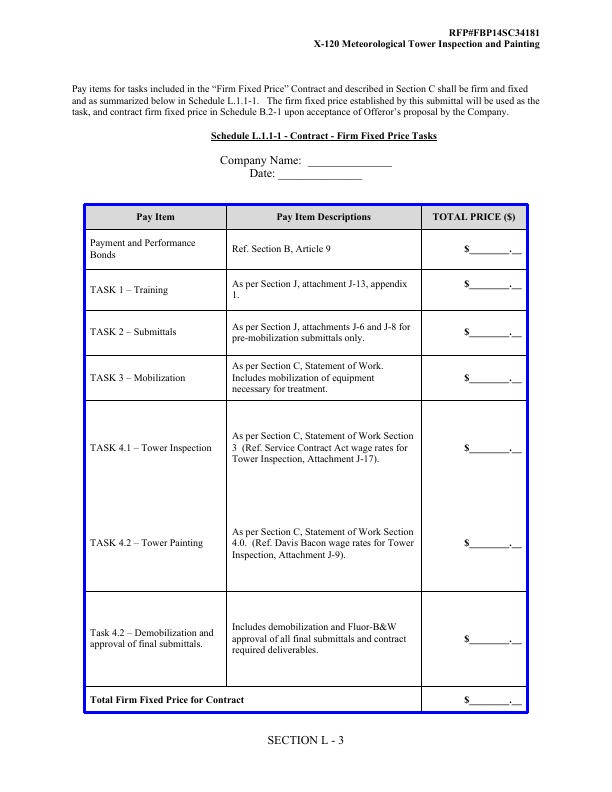 RFP#FBP14SC34181
X-120 Meteorological Tower Inspection and Painting
Pay items for tasks included in the “Firm Fixed Price” Contract and described in Section C shall be firm and fixed
and as summarized below in Schedule L.1.1-1.   The firm fixed price established by this submittal will be used as the
task, and contract firm fixed price in Schedule B.2-1 upon acceptance of Offeror’s proposal by the Company.
Schedule L.1.1-1 - Contract - Firm Fixed Price Tasks
Company Name:  ______________
Date: ______________
Pay Item
Pay Item Descriptions
TOTAL PRICE ($)
Payment and Performance
Bonds
Ref. Section B, Article 9
$________.__
TASK 1 – Training
As per Section J, attachment J-13, appendix
1.
$________.__
TASK 2 – Submittals
As per Section J, attachments J-6 and J-8 for
pre-mobilization submittals only.
$________.__
TASK 3 – Mobilization
As per Section C, Statement of Work.
Includes mobilization of equipment
necessary for treatment.
$________.__
TASK 4.1 – Tower Inspection
As per Section C, Statement of Work Section
3  (Ref. Service Contract Act wage rates for
Tower Inspection, Attachment J-17).
$________.__
TASK 4.2 – Tower Painting
As per Section C, Statement of Work Section
4.0.  (Ref. Davis Bacon wage rates for Tower
Inspection, Attachment J-9).
$________.__
Task 4.2 – Demobilization and
approval of final submittals.
Includes demobilization and Fluor-B&W
approval of all final submittals and contract
required deliverables.
$________.__
Total Firm Fixed Price for Contract
$________.__
SECTION L - 3